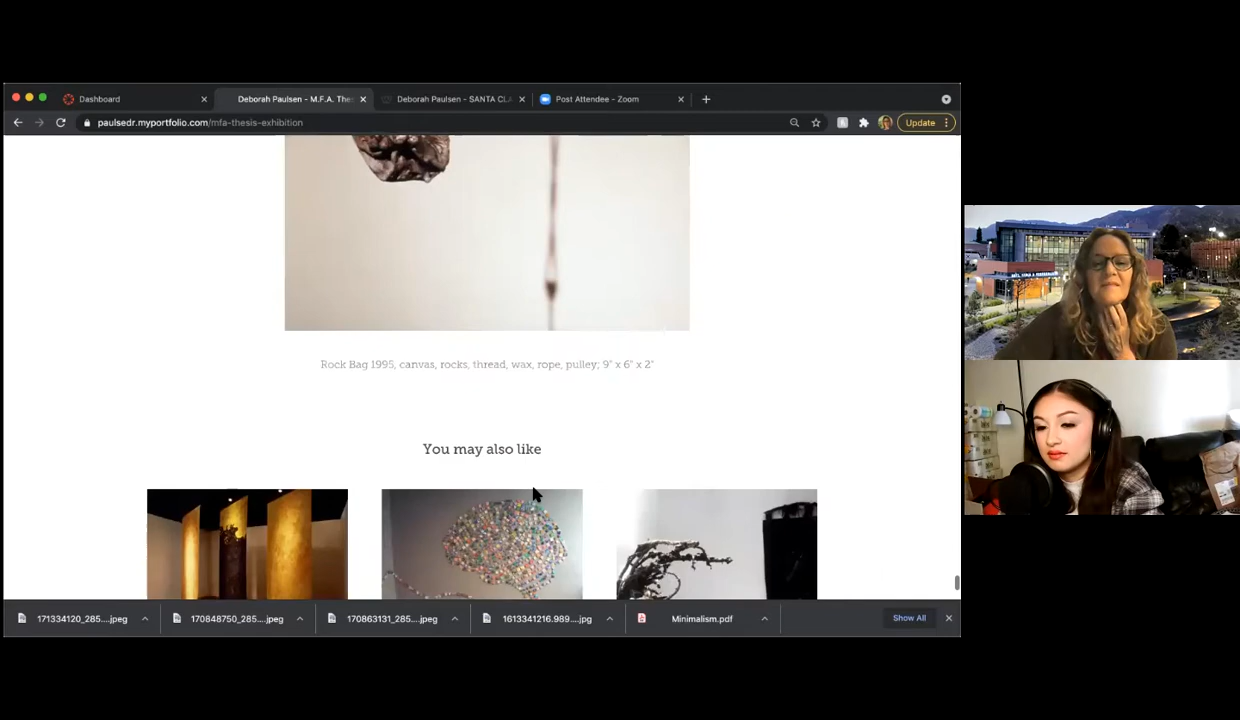 Dashboard
Deborah Paulsen - M.F.A. The
Deborah Paulsen - SANTA CLA
Post Attendee - Zoom
paulsedr.myportfolio.com/mfa-thesis-exhibition
Update
Rock Bag 1995, canvas, rocks, thread, wax, rope, pulley; 9" x 6" x 2"
You may also like
171334120_285....jpeg
170848750_285....jpeg
170863131_285....jpeg
1613341216.989....jpg
Minimalism.pdf
Show All